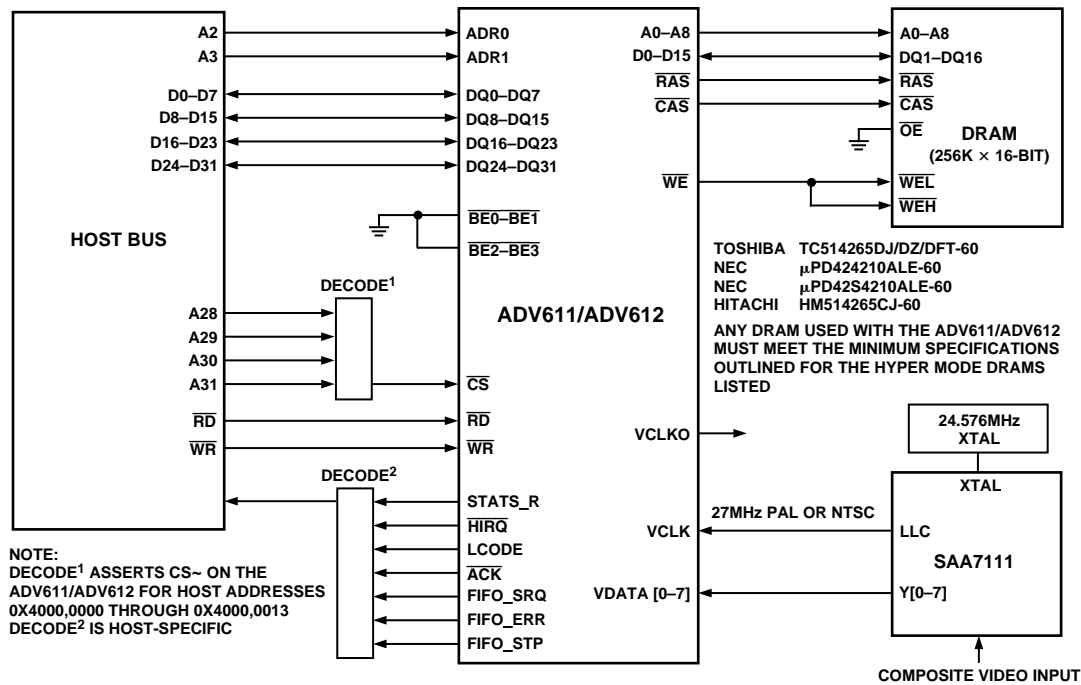 HOST BUS
A2
A3
D0–D7
D8–D15
D16–D23
D24–D31
A28
A29
A30
A31
RD
WR
DECODE1
DECODE2
NOTE:
DECODE1 ASSERTS CS~ ON THE
ADV611/ADV612 FOR HOST ADDRESSES
0X4000,0000 THROUGH 0X4000,0013
DECODE2 IS HOST-SPECIFIC
ADV611/ADV612
ADR0
ADR1
DQ0–DQ7
DQ8–DQ15
DQ16–DQ23
DQ24–DQ31
BE0–BE1
BE2–BE3
CS
RD
WR
STATS_R
HIRQ
LCODE
ACK
FIFO_SRQ
FIFO_ERR
FIFO_STP
A0–A8
D0–D15
RAS
CAS
WE
VCLKO
VCLK
VDATA [0–7]
A0–A8
DQ1–DQ16
RAS
CAS
OE
DRAM
(256K × 16-BIT)
WEL
WEH
TOSHIBA TC514265DJ/DZ/DFT-60
NEC μPD424210ALE-60
NEC μPD42S4210ALE-60
HITACHI HM514265CJ-60
ANY DRAM USED WITH THE ADV611/ADV612
MUST MEET THE MINIMUM SPECIFICATIONS
OUTLINED FOR THE HYPER MODE DRAMS
LISTED
24.576MHz
XTAL
XTAL
27MHz PAL OR NTSC
LLC
SAA7111
Y[0–7]
COMPOSITE VIDEO INPUT